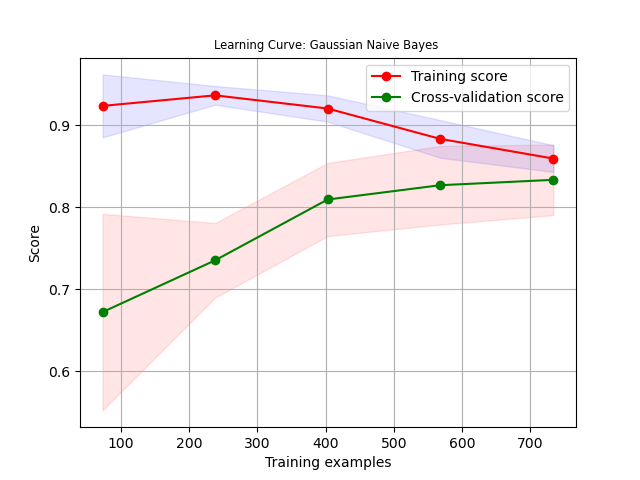 Learning Curve: Gaussian Naive Bayes
Training score
Cross-validation score
0.9
0.8
0.7
0.6
Score
100 200 300 400 500 600 700
Training examples